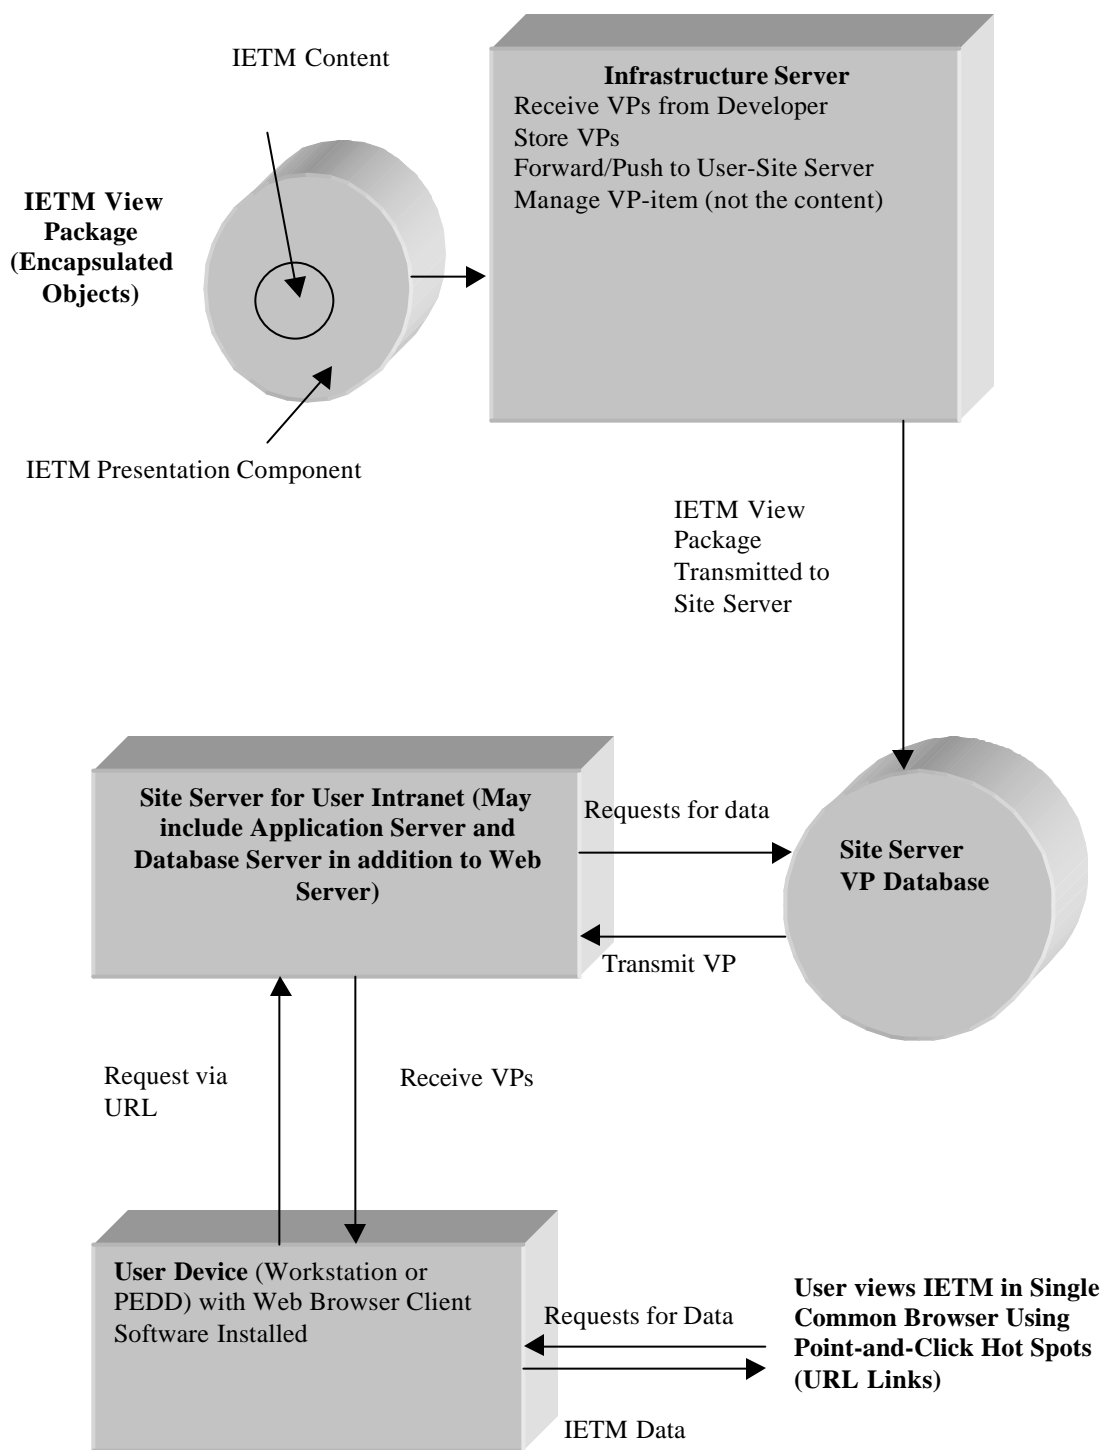 IETM Content
Infrastructure Server
Receive VPs from Developer
Store VPs
Forward/Push to User-Site Server
Manage VP-item (not the content)
IETM View
Package
(Encapsulated
Objects)
IETM Presentation Component
IETM View
Package
Transmitted to
Site Server
Site Server for User Intranet (May
include Application Server and
Database Server in addition to Web
Server)
Requests for data
Site Server
VP Database
Transmit VP
Request via
URL
Receive VPs
User Device (Workstation or
PEDD) with Web Browser Client
Software Installed
Requests for Data
User views IETM in Single
Common Browser Using
Point-and-Click Hot Spots
(URL Links)
IETM Data